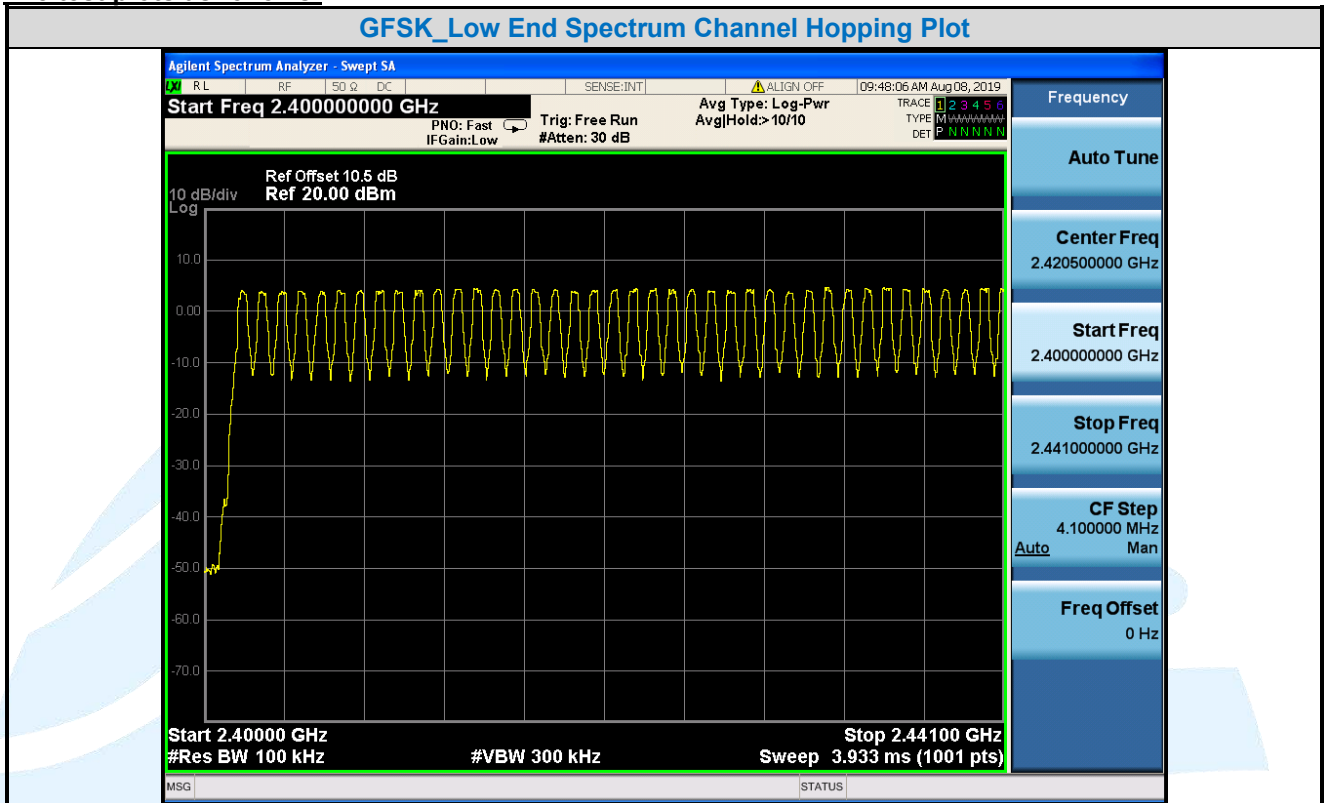 GFSK_Low End Spectrum Channel Hopping Plot
Agilent Spectrum Analyzer - Swept SA
LXI RL RF 50 Ω DC SENSE:INT ALIGN OFF 09:48:06 AM Aug 08, 2019
Start Freq 2.400000000 GHz
PNO: Fast
IFGain:Low
Trig: Free Run
#Atten: 30 dB
Avg Type: Log-Pwr
Avg|Hold:>10/10
TRACE 1 2 3 4 5 6
TYPE M
DET P N N N N N
Ref Offset 10.5 dB
10 dB/div Ref 20.00 dBm
Log
10.0
0.00
-10.0
-20.0
-30.0
-40.0
-50.0
-60.0
-70.0
Start 2.40000 GHz Stop 2.44100 GHz
#Res BW 100 kHz #VBW 300 kHz Sweep 3.933 ms (1001 pts)
MSG STATUS
Frequency
Auto Tune
Center Freq
2.420500000 GHz
Start Freq
2.400000000 GHz
Stop Freq
2.441000000 GHz
CF Step
4.100000 MHz
Auto Man
Freq Offset
0 Hz